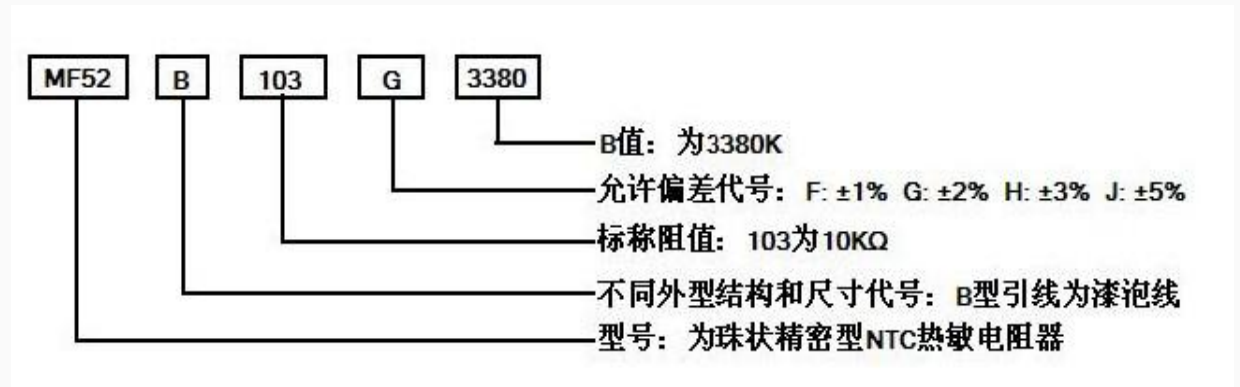 MF52 B 103 G 3380
B值：为3380K
允许偏差代号：F: ±1% G: ±2% H: ±3% J: ±5%
标称阻值：103为10KΩ
不同外型结构和尺寸代号：B型引线为漆泡线
型号：为珠状精密型NTC热敏电阻器